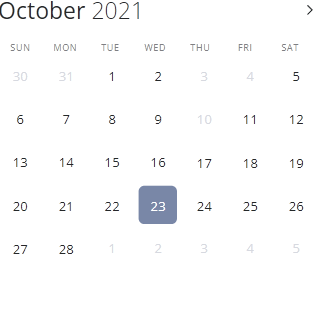 October 2021
SUN MON TUE WED THU FRI SAT
30 31 1 2 3 4 5
6 7 8 9 10 11 12
13 14 15 16 17 18 19
20 21 22 23 24 25 26
27 28 1 2 3 4 5